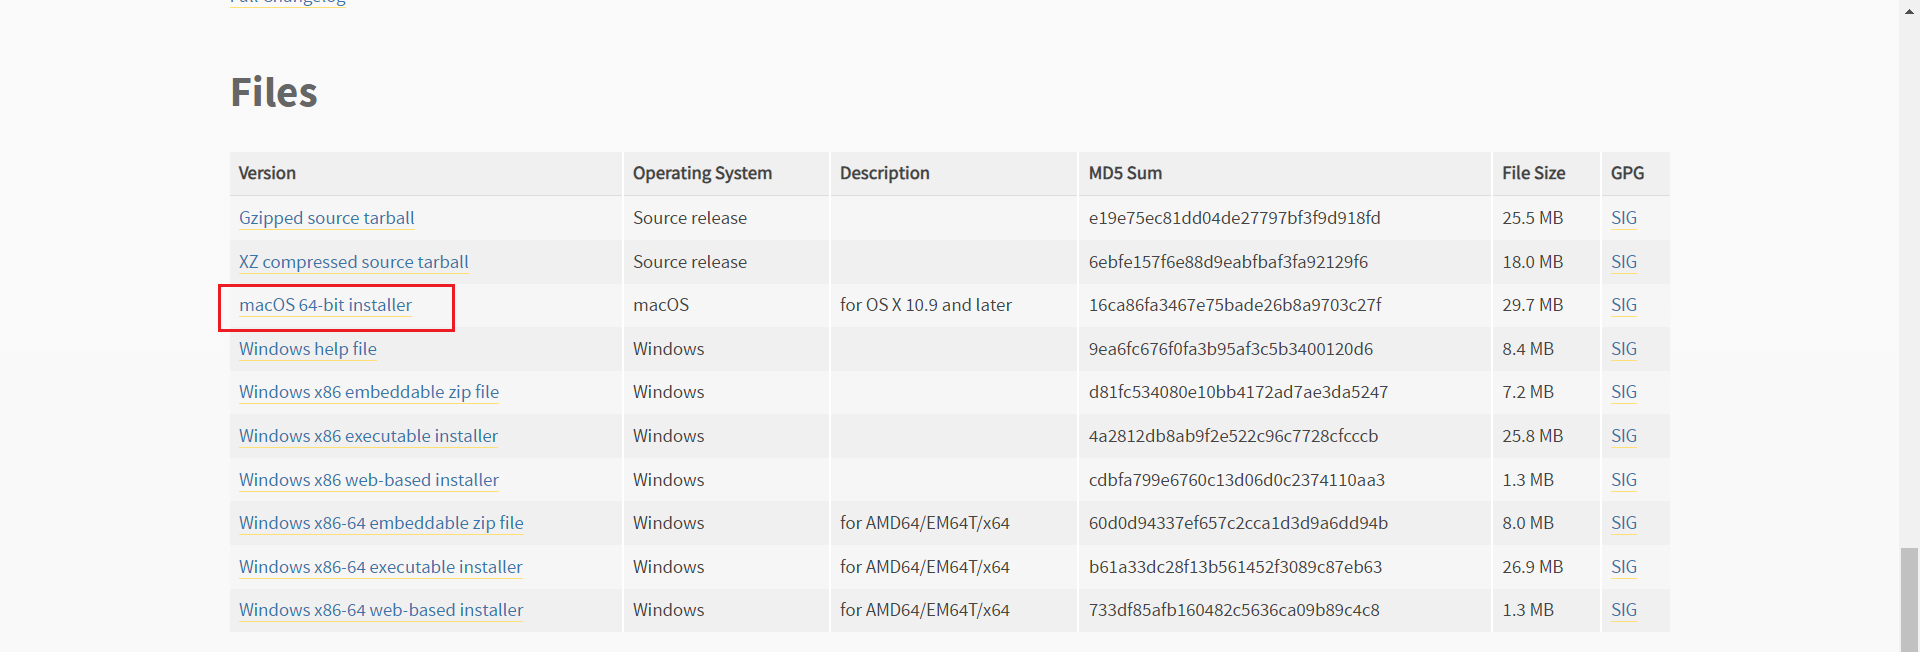 Full Changelog
Files
Version Operating System Description MD5 Sum File Size GPG
Gzipped source tarball Source release e19e75ec81dd04de27797bf3f9d918fd 25.5 MB SIG
XZ compressed source tarball Source release 6ebfe157f6e88d9eabfbaf3fa92129f6 18.0 MB SIG
macOS 64-bit installer macOS for OS X 10.9 and later 16ca86fa3467e75bade26b8a9703c27f 29.7 MB SIG
Windows help file Windows 9ea6fc676f0fa3b95af3c5b3400120d6 8.4 MB SIG
Windows x86 embeddable zip file Windows d81fc534080e10bb4172ad7ae3da5247 7.2 MB SIG
Windows x86 executable installer Windows 4a2812db8ab9f2e522c96c7728cfcccb 25.8 MB SIG
Windows x86 web-based installer Windows cdbfa799e6760c13d06d0c2374110aa3 1.3 MB SIG
Windows x86-64 embeddable zip file Windows for AMD64/EM64T/x64 60d0d94337ef657c2cca1d3d9a6dd94b 8.0 MB SIG
Windows x86-64 executable installer Windows for AMD64/EM64T/x64 b61a33dc28f13b561452f3089c87eb63 26.9 MB SIG
Windows x86-64 web-based installer Windows for AMD64/EM64T/x64 733df85afb160482c5636ca09b89c4c8 1.3 MB SIG